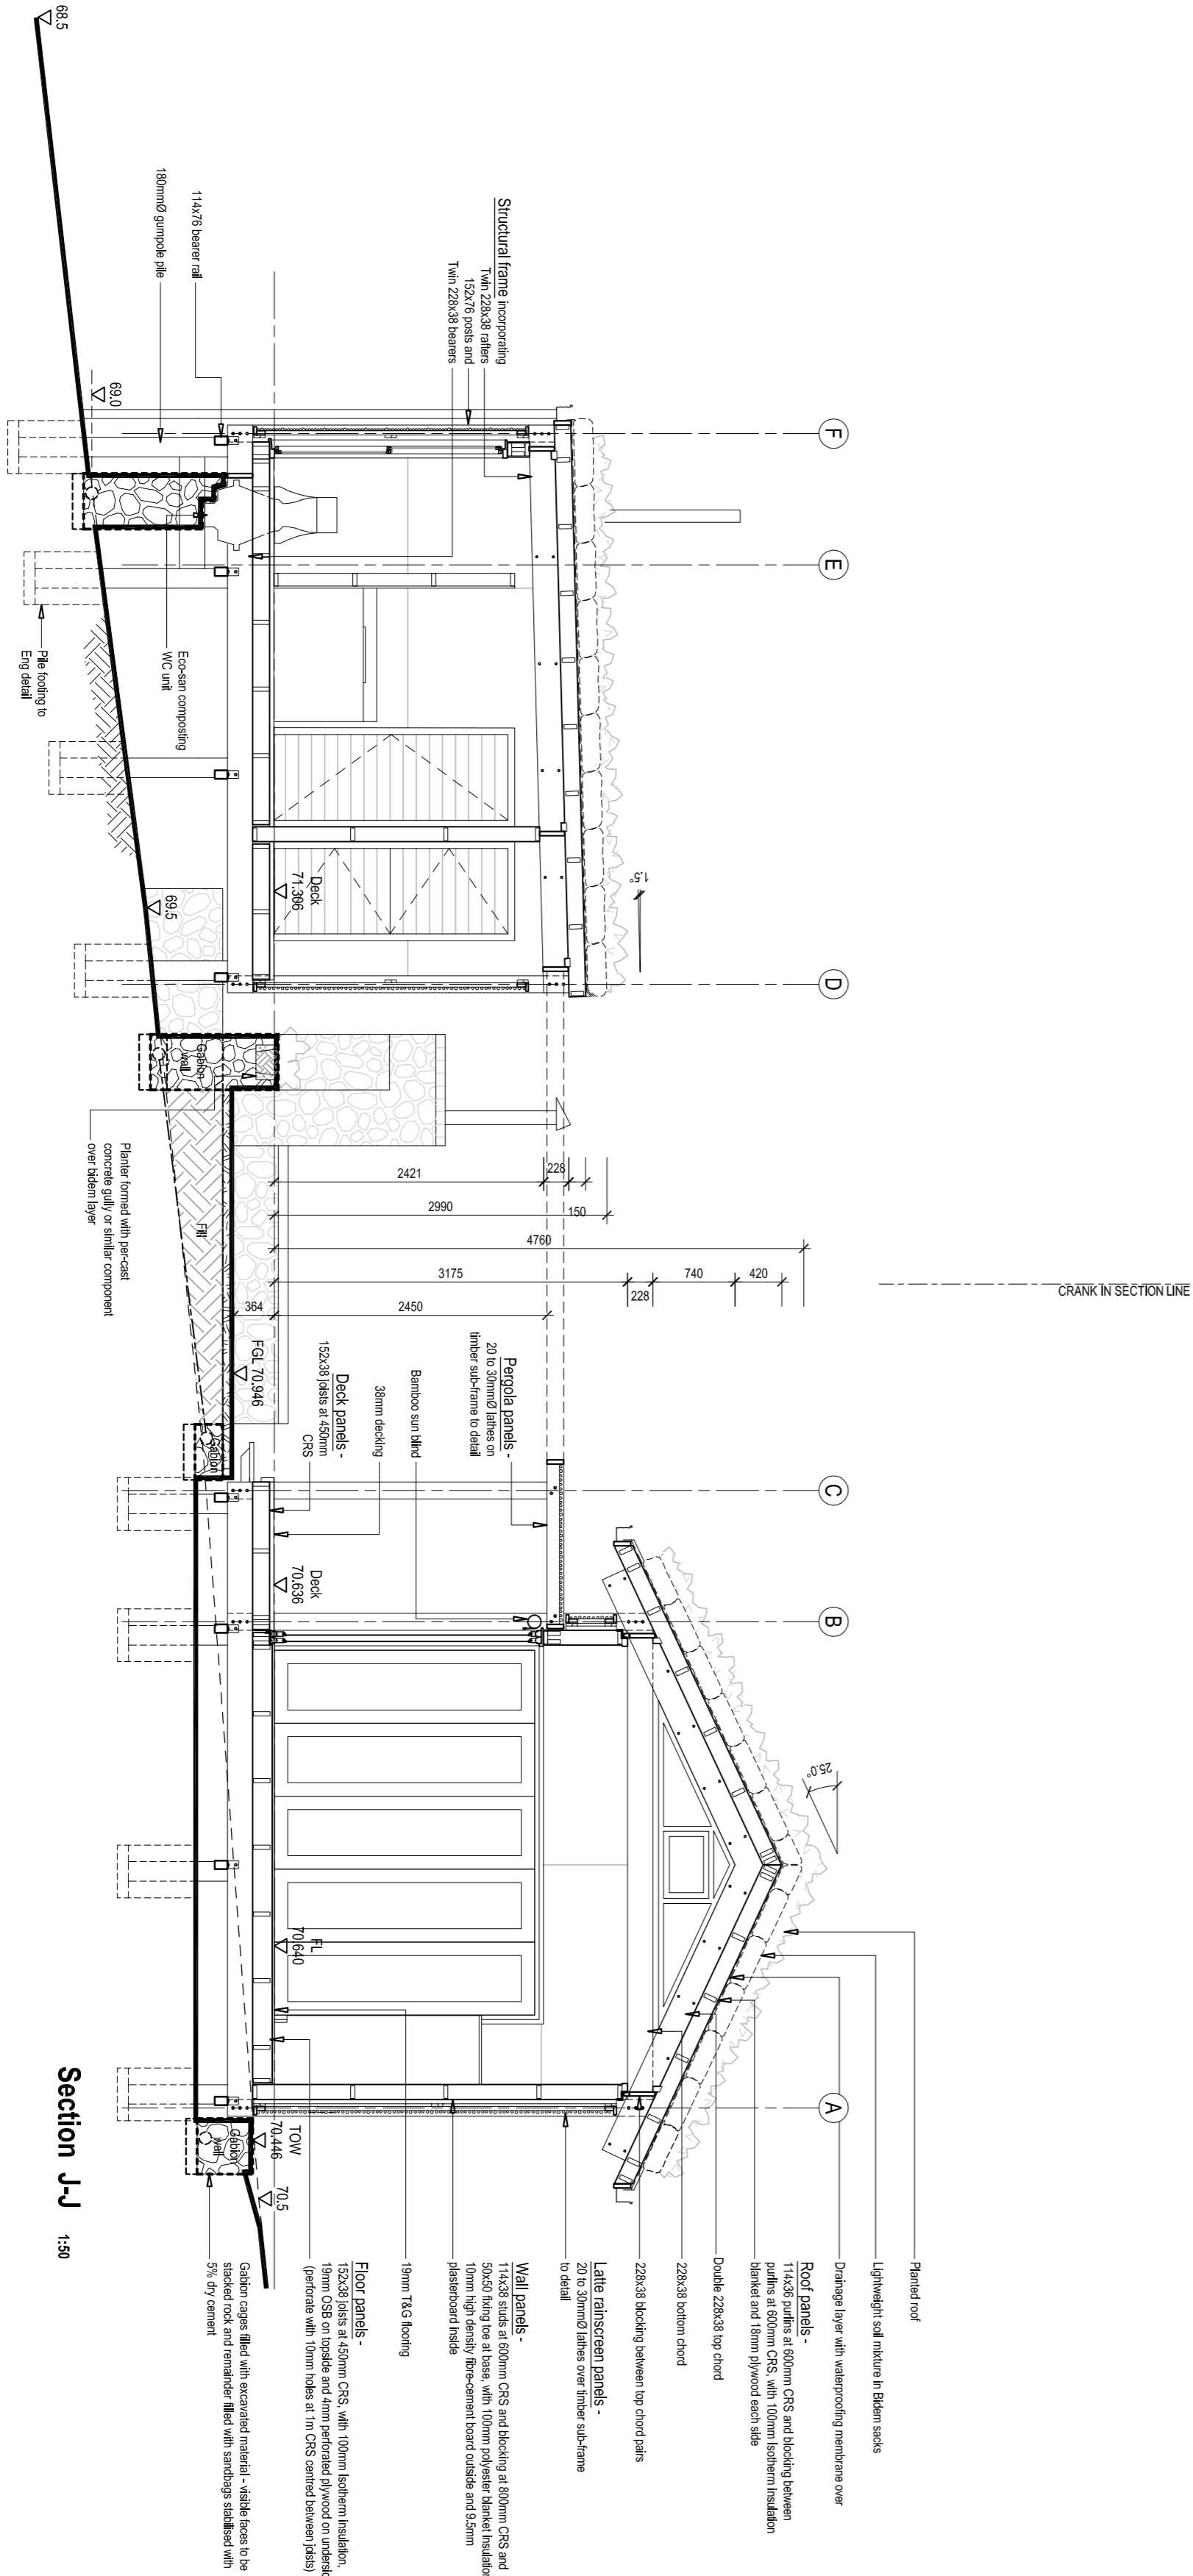 68.5
69.0
69.5
Structural frame incorporating
Twin 228x38 rafters
152x76 posts and
Twin 228x38 bearers
114x76 bearer rail
180mmØ gumpole pile
Eco-san composting
WC unit
Pile footing to
Eng detail
F
E
D
C
B
A
Deck
71.306
1.5°
Gabion
wall
Planter formed with per-cast
concrete gully or similar component
over bidem layer
Fill
2421
228
150
2990
4760
3175
228
740
420
364
2450
CRANK IN SECTION LINE
FGL 70.946
Gabion
Pergola panels -
20 to 30mmØ lathes on
timber sub-frame to detail
Bamboo sun blind
38mm decking
Deck panels -
152x38 joists at 450mm
CRS
Deck
70.636
25.0°
FL
70.640
TOW
70.446
70.5
Gabion
wall
Planted roof
Lightweight soil mixture in Bidem sacks
Drainage layer with waterproofing membrane over
Roof panels -
114x36 purlins at 600mm CRS and blocking between
purlins at 600mm CRS, with 100mm Isotherm insulation
blanket and 18mm plywood each side
Double 228x38 top chord
228x38 bottom chord
228x38 blocking between top chord pairs
Latte rainscreen panels -
20 to 30mmØ lathes over timber sub-frame
to detail
Wall panels -
114x38 studs at 600mm CRS and blocking at 800mm CRS and
50x50 fixing toe at base, with 100mm polyester blanket insulation
10mm high density fibre-cement board outside and 9.5mm
plasterboard inside
19mm T&G flooring
Floor panels -
152x38 joists at 450mm CRS, with 100mm Isotherm insulation,
19mm OSB on topside and 4mm perforated plywood on undersid
(perforate with 10mm holes at 1m CRS centred between joists)
Gabion cages filled with excavated material - visible faces to be
stacked rock and remainder filled with sandbags stabilised with
5% dry cement
Section J-J 1:50